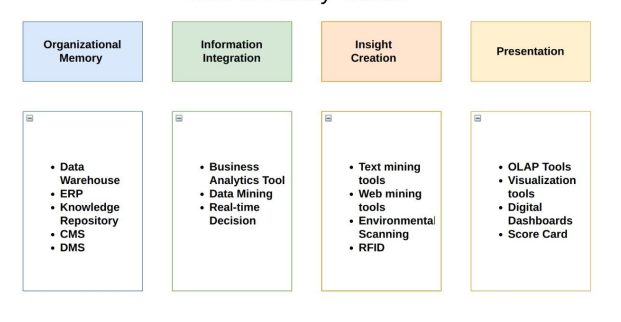 Organizational
Memory
Information
Integration
Insight
Creation
Presentation
• Data
Warehouse
• ERP
• Knowledge
Repository
• CMS
• DMS
• Business
Analytics Tool
• Data Mining
• Real-time
Decision
• Text mining
tools
• Web mining
tools
• Environmental
Scanning
• RFID
• OLAP Tools
• Visualization
tools
• Digital
Dashboards
• Score Card